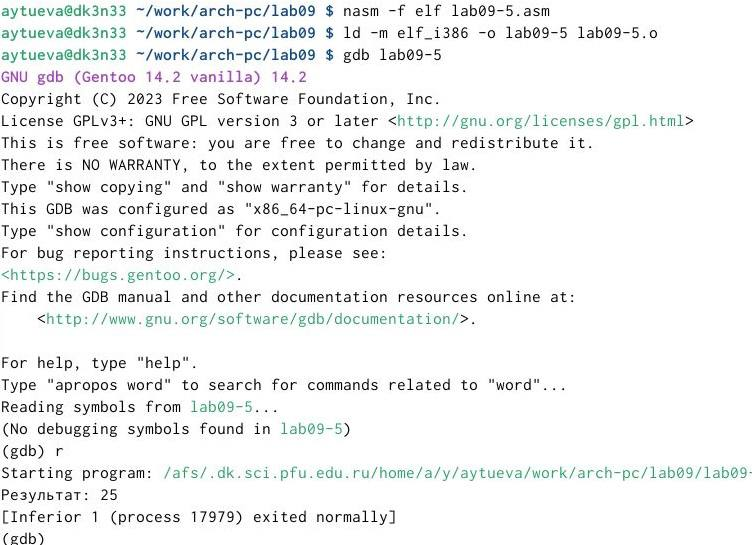 aytueva@dk3n33 ~/work/arch-pc/lab09 $ nasm -f elf lab09-5.asm
aytueva@dk3n33 ~/work/arch-pc/lab09 $ ld -m elf_i386 -o lab09-5 lab09-5.o
aytueva@dk3n33 ~/work/arch-pc/lab09 $ gdb lab09-5
GNU gdb (Gentoo 14.2 vanilla) 14.2
Copyright (C) 2023 Free Software Foundation, Inc.
License GPLv3+: GNU GPL version 3 or later <http://gnu.org/licenses/gpl.html>
This is free software: you are free to change and redistribute it.
There is NO WARRANTY, to the extent permitted by law.
Type "show copying" and "show warranty" for details.
This GDB was configured as "x86_64-pc-linux-gnu".
Type "show configuration" for configuration details.
For bug reporting instructions, please see:
<https://bugs.gentoo.org/>.
Find the GDB manual and other documentation resources online at:
    <http://www.gnu.org/software/gdb/documentation/>.

For help, type "help".
Type "apropos word" to search for commands related to "word"...
Reading symbols from lab09-5...
(No debugging symbols found in lab09-5)
(gdb) r
Starting program: /afs/.dk.sci.pfu.edu.ru/home/a/y/aytueva/work/arch-pc/lab09/lab09-
Результат: 25
[Inferior 1 (process 17979) exited normally]
(gdb)